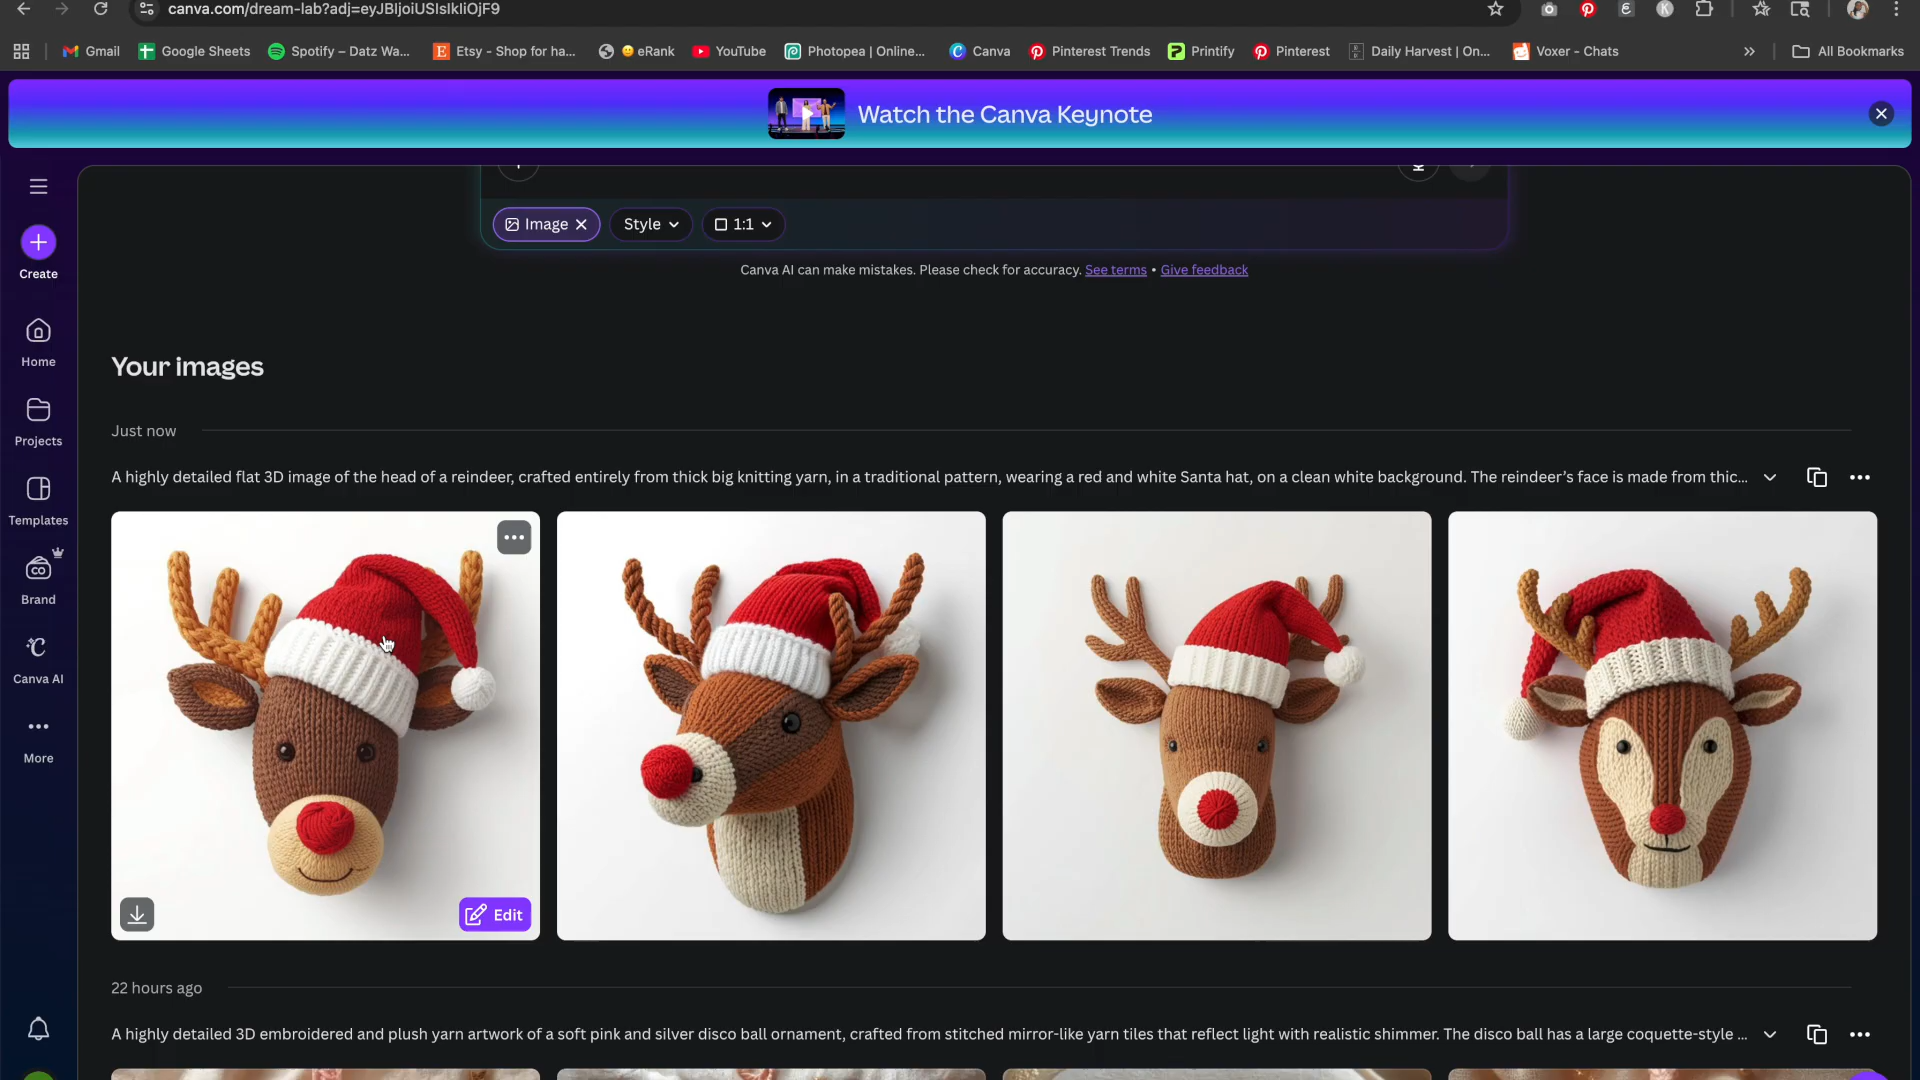 canva.com/dream-lab?adj=eyJBIjoiUSIsIkIiOjF9
Gmail Google Sheets Spotify – Datz Wa... Etsy - Shop for ha... eRank YouTube Photopea | Online... Canva Pinterest Trends Printify Pinterest Daily Harvest | On... Voxer - Chats » All Bookmarks
Watch the Canva Keynote
Image Style 1:1
Create
Canva AI can make mistakes. Please check for accuracy. See terms • Give feedback
Home
Your images
Projects
Just now
A highly detailed flat 3D image of the head of a reindeer, crafted entirely from thick big knitting yarn, in a traditional pattern, wearing a red and white Santa hat, on a clean white background. The reindeer’s face is made from thic...
Templates
Brand
Canva AI
More
Edit
22 hours ago
A highly detailed 3D embroidered and plush yarn artwork of a soft pink and silver disco ball ornament, crafted from stitched mirror-like yarn tiles that reflect light with realistic shimmer. The disco ball has a large coquette-style ...